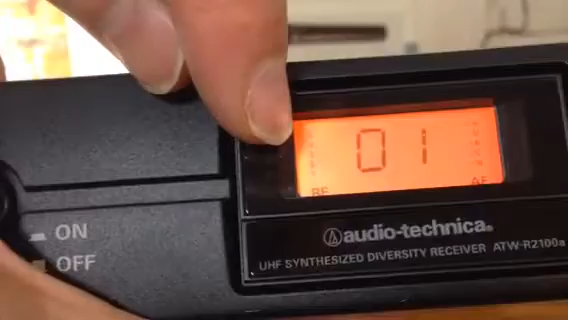 01
RF
AF
audio-technica®
ON
OFF
UHF SYNTHESIZED DIVERSITY RECEIVER ATW-R2100a